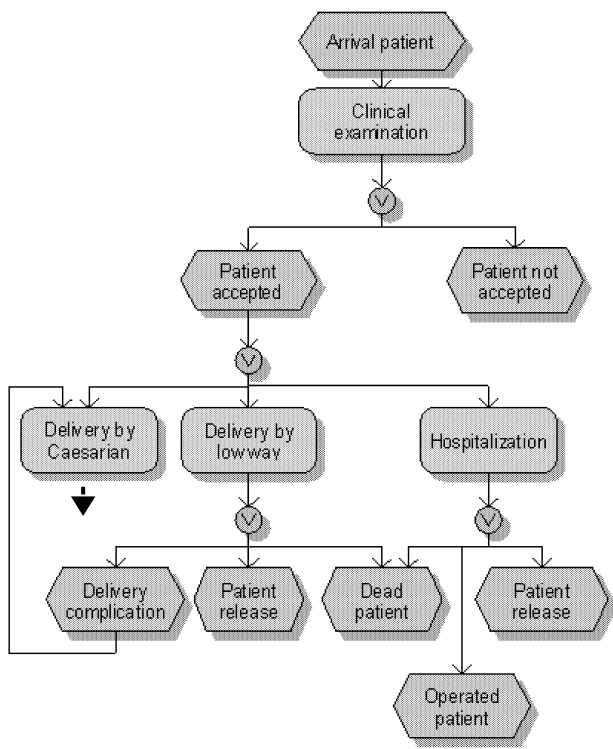 Arrival patient
Clinical
examination
V
Patient
accepted
Patient not
accepted
V
Delivery by
Caesarian
Delivery by
low way
Hospitalization
V
V
Delivery
complication
Patient
release
Dead
patient
Patient
release
Operated
patient